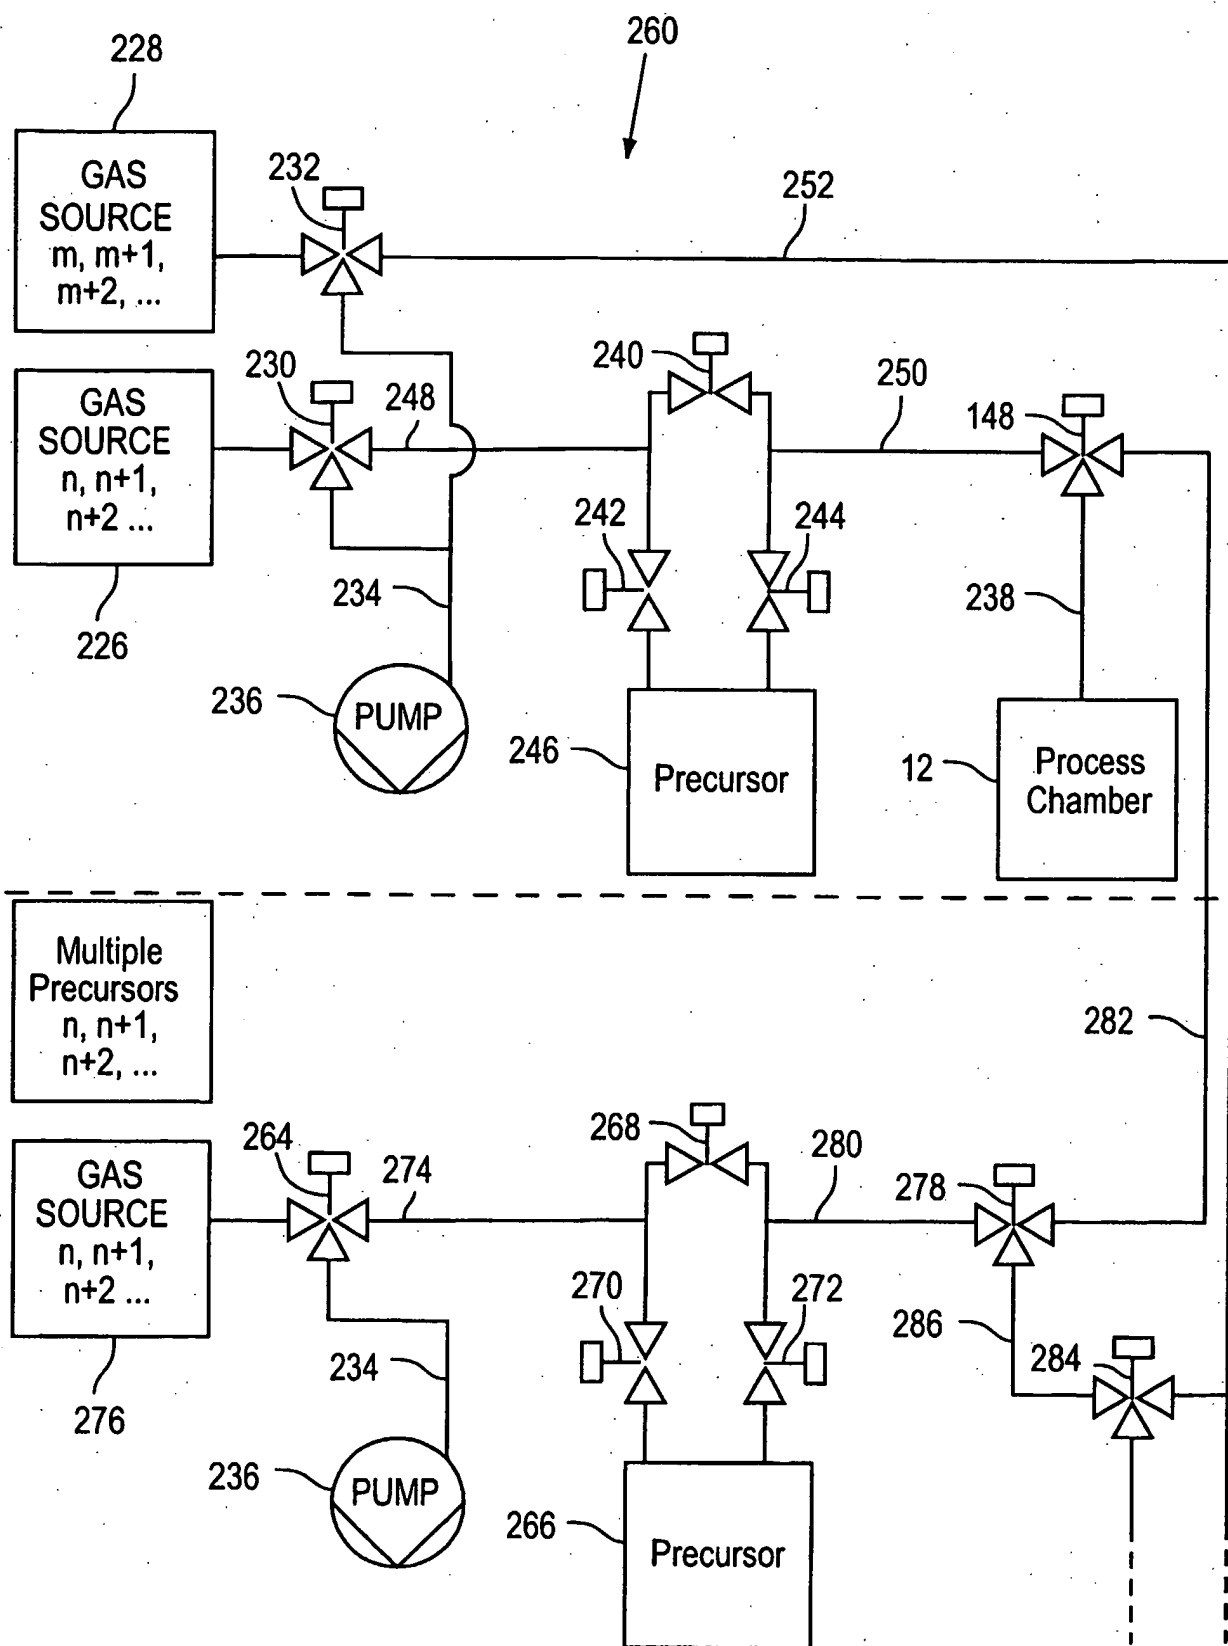 260
228
GAS
SOURCE
m, m+1,
m+2, ...
232
252
230
248
240
250
148
GAS
SOURCE
n, n+1,
n+2 ...
226
242
244
234
238
236
PUMP
246
Precursor
12
Process
Chamber
Multiple
Precursors
n, n+1,
n+2, ...
282
264
274
268
280
278
GAS
SOURCE
n, n+1,
n+2 ...
276
270
272
286
284
234
236
PUMP
266
Precursor